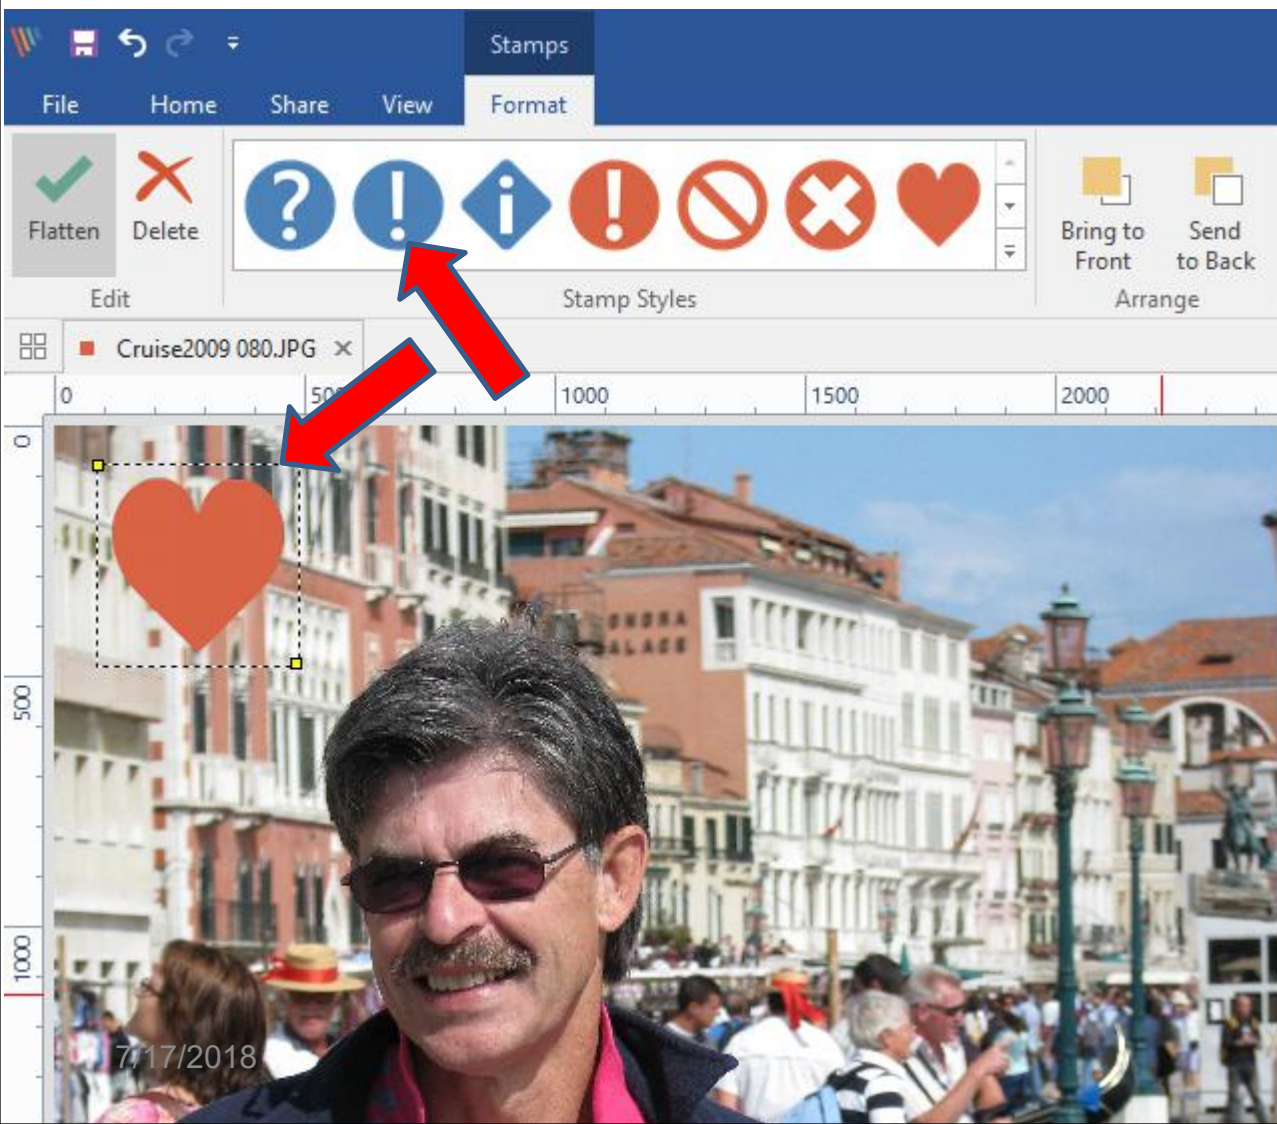 Stamps
File Home Share View Format
Flatten Delete
Bring to Front
Send to Back
Edit Stamp Styles Arrange
Cruise2009 080.JPG
0 500 1000 1500 2000
0
500
1000
7/17/2018